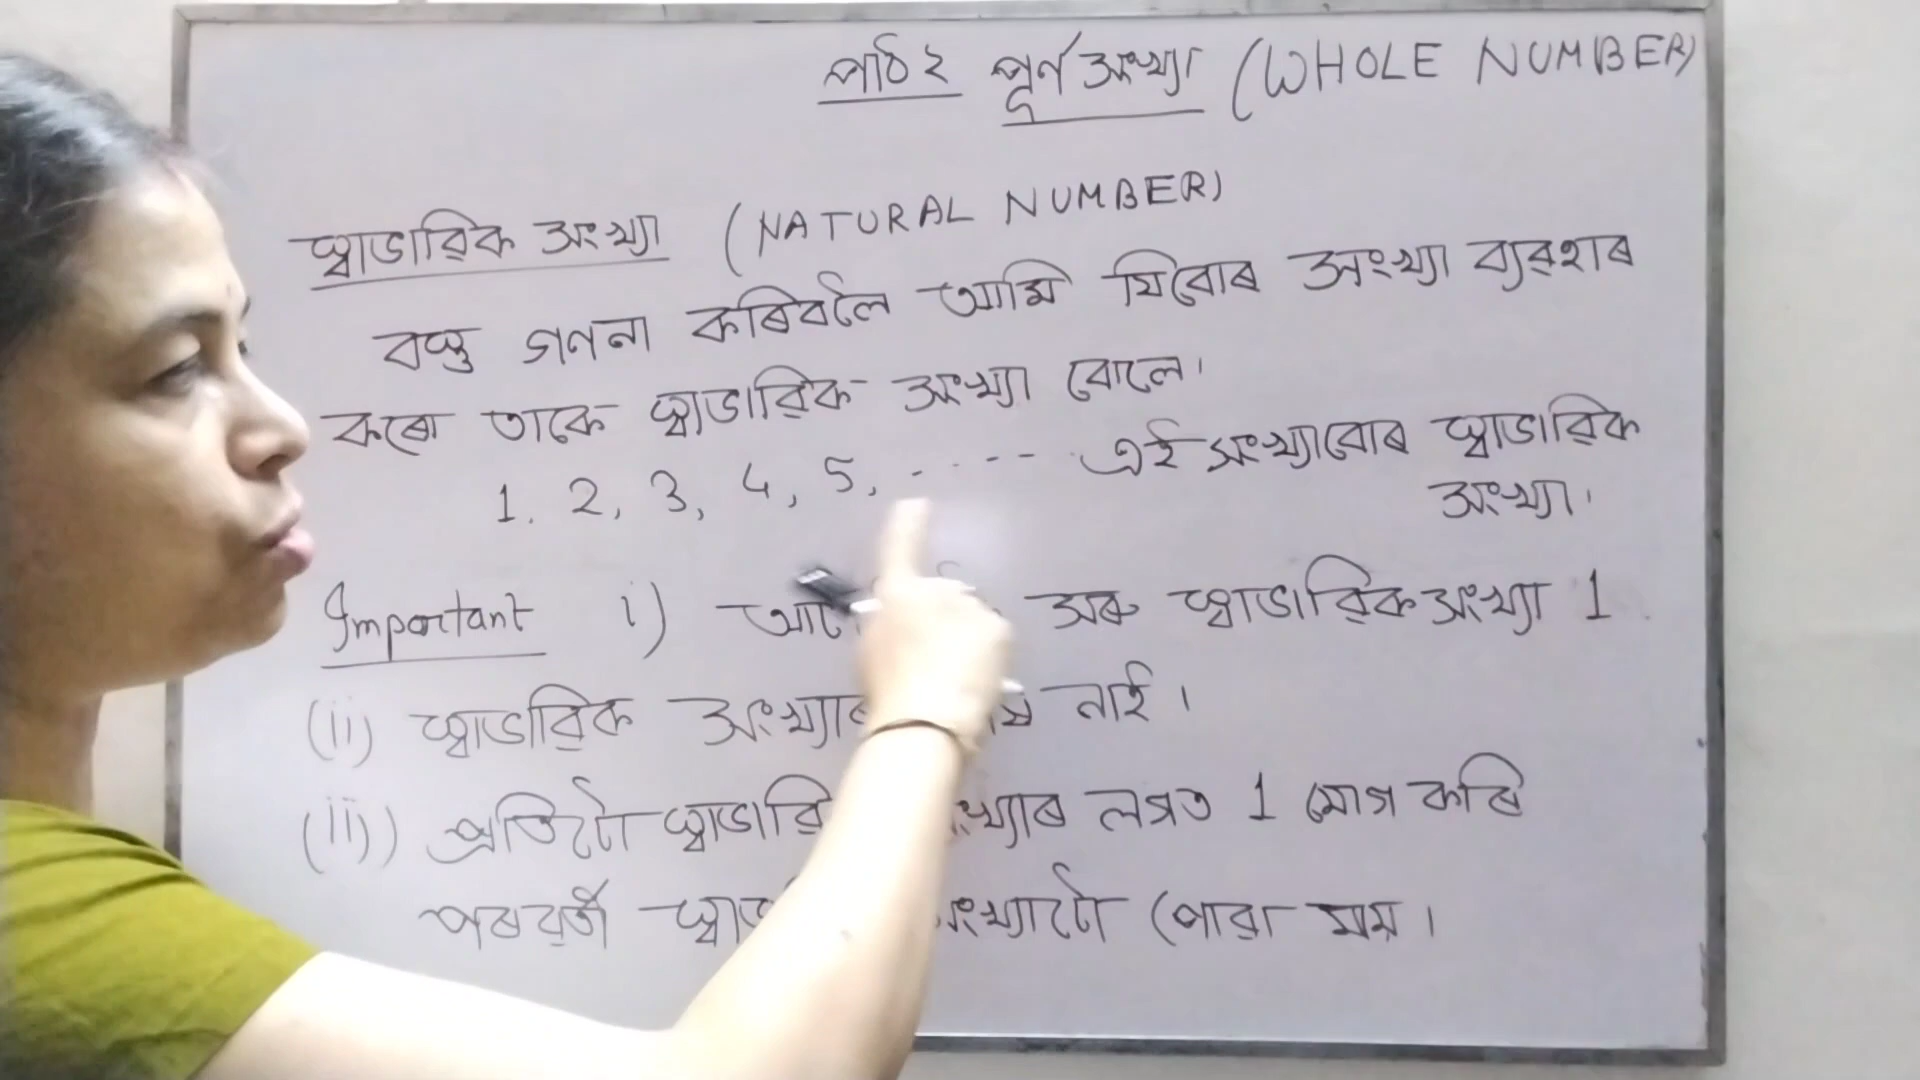 পাঠ ২ পূৰ্ণ সংখ্যা (WHOLE NUMBER)
স্বাভাৱিক সংখ্যা (NATURAL NUMBER)
বস্তু গণনা কৰিবলৈ আমি যিবোৰ সংখ্যা ব্যৱহাৰ
কৰো তাকে স্বাভাৱিক সংখ্যা বোলে।
1, 2, 3, 4, 5, ------ এই সংখ্যাবোৰ স্বাভাৱিক
সংখ্যা।
Important i) সৰু স্বাভাৱিক সংখ্যা 1
(ii) স্বাভাৱিক নাই।
(ii)) প্ৰতিটো লগত 1 যোগ কৰি
পৰৱৰ্তী পোৱা যায়।